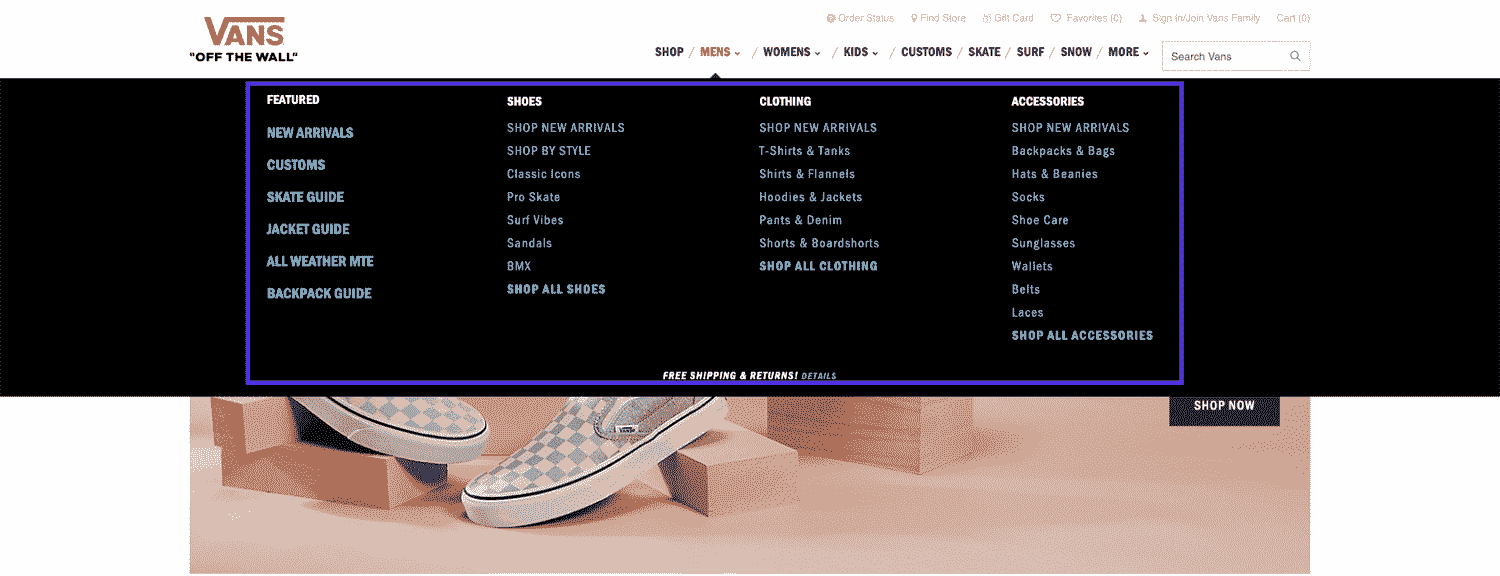 Order Status Find Store Gift Card Favorites (0) Sign In/Join Vans Family Cart (0)
VANS
"OFF THE WALL"
SHOP / MENS / WOMENS / KIDS / CUSTOMS / SKATE / SURF / SNOW / MORE
Search Vans
FEATURED
NEW ARRIVALS
CUSTOMS
SKATE GUIDE
JACKET GUIDE
ALL WEATHER MTE
BACKPACK GUIDE
SHOES
SHOP NEW ARRIVALS
SHOP BY STYLE
Classic Icons
Pro Skate
Surf Vibes
Sandals
BMX
SHOP ALL SHOES
CLOTHING
SHOP NEW ARRIVALS
T-Shirts & Tanks
Shirts & Flannels
Hoodies & Jackets
Pants & Denim
Shorts & Boardshorts
SHOP ALL CLOTHING
ACCESSORIES
SHOP NEW ARRIVALS
Backpacks & Bags
Hats & Beanies
Socks
Shoe Care
Sunglasses
Wallets
Belts
Laces
SHOP ALL ACCESSORIES
FREE SHIPPING & RETURNS! DETAILS
SHOP NOW
VANS